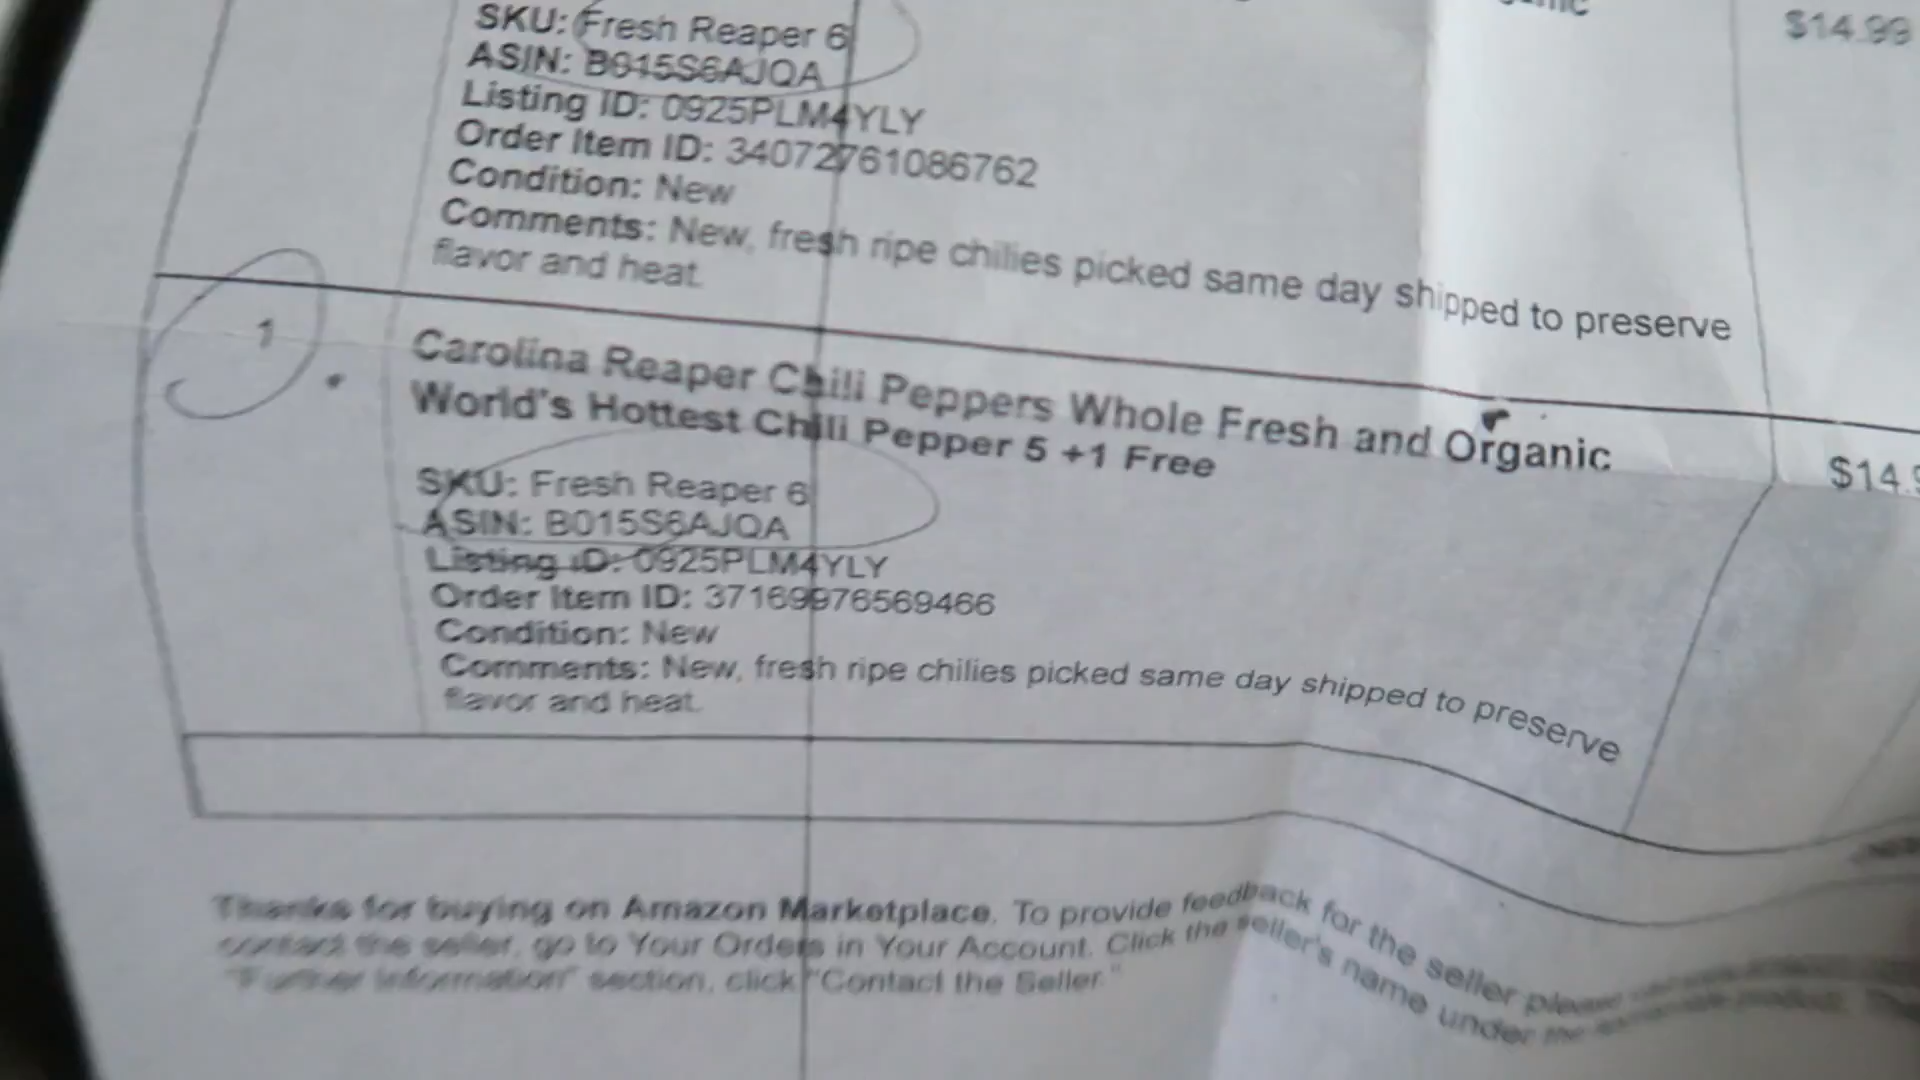 $14.99
SKU: Fresh Reaper 6
ASIN: B015S6AJQA
Listing ID: 0925PLM4YLY
Order Item ID: 34072761086762
Condition: New
Comments: New, fresh ripe chilies picked same day shipped to preserve
flavor and heat.
1
Carolina Reaper Chili Peppers Whole Fresh and Organic
World's Hottest Chili Pepper 5 +1 Free
$14.9
SKU: Fresh Reaper 6
ASIN: B015S6AJQA
Listing ID: 0925PLM4YLY
Order Item ID: 37169976569466
Condition: New
Comments: New, fresh ripe chilies picked same day shipped to preserve
flavor and heat.
Thanks for buying on Amazon Marketplace. To provide feedback for the seller please
contact the seller, go to Your Orders in Your Account. Click the seller's name under the
"Further Information" section, click "Contact the Seller."